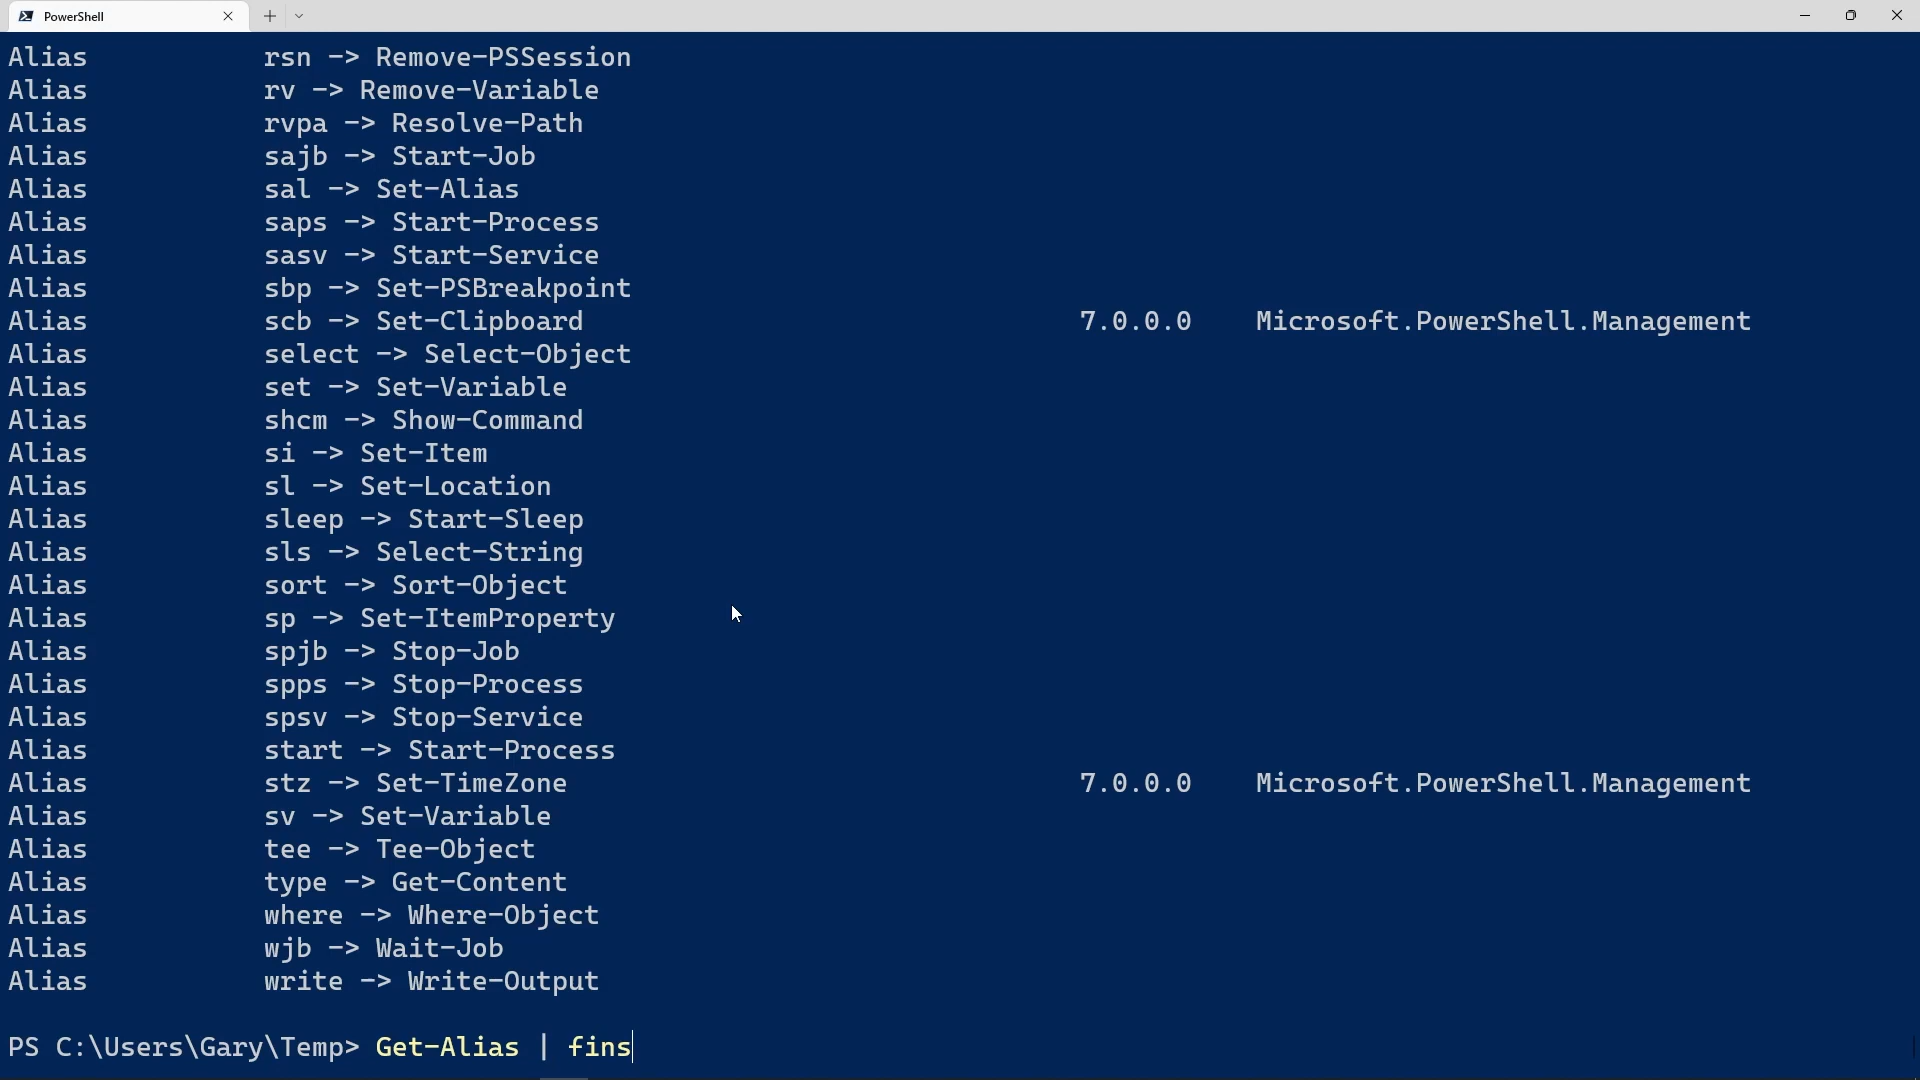 PowerShell
Alias rsn -> Remove-PSSession
Alias rv -> Remove-Variable
Alias rvpa -> Resolve-Path
Alias sajb -> Start-Job
Alias sal -> Set-Alias
Alias saps -> Start-Process
Alias sasv -> Start-Service
Alias sbp -> Set-PSBreakpoint
Alias scb -> Set-Clipboard 7.0.0.0 Microsoft.PowerShell.Management
Alias select -> Select-Object
Alias set -> Set-Variable
Alias shcm -> Show-Command
Alias si -> Set-Item
Alias sl -> Set-Location
Alias sleep -> Start-Sleep
Alias sls -> Select-String
Alias sort -> Sort-Object
Alias sp -> Set-ItemProperty
Alias spjb -> Stop-Job
Alias spps -> Stop-Process
Alias spsv -> Stop-Service
Alias start -> Start-Process
Alias stz -> Set-TimeZone 7.0.0.0 Microsoft.PowerShell.Management
Alias sv -> Set-Variable
Alias tee -> Tee-Object
Alias type -> Get-Content
Alias where -> Where-Object
Alias wjb -> Wait-Job
Alias write -> Write-Output
PS C:\Users\Gary\Temp> Get-Alias | fins